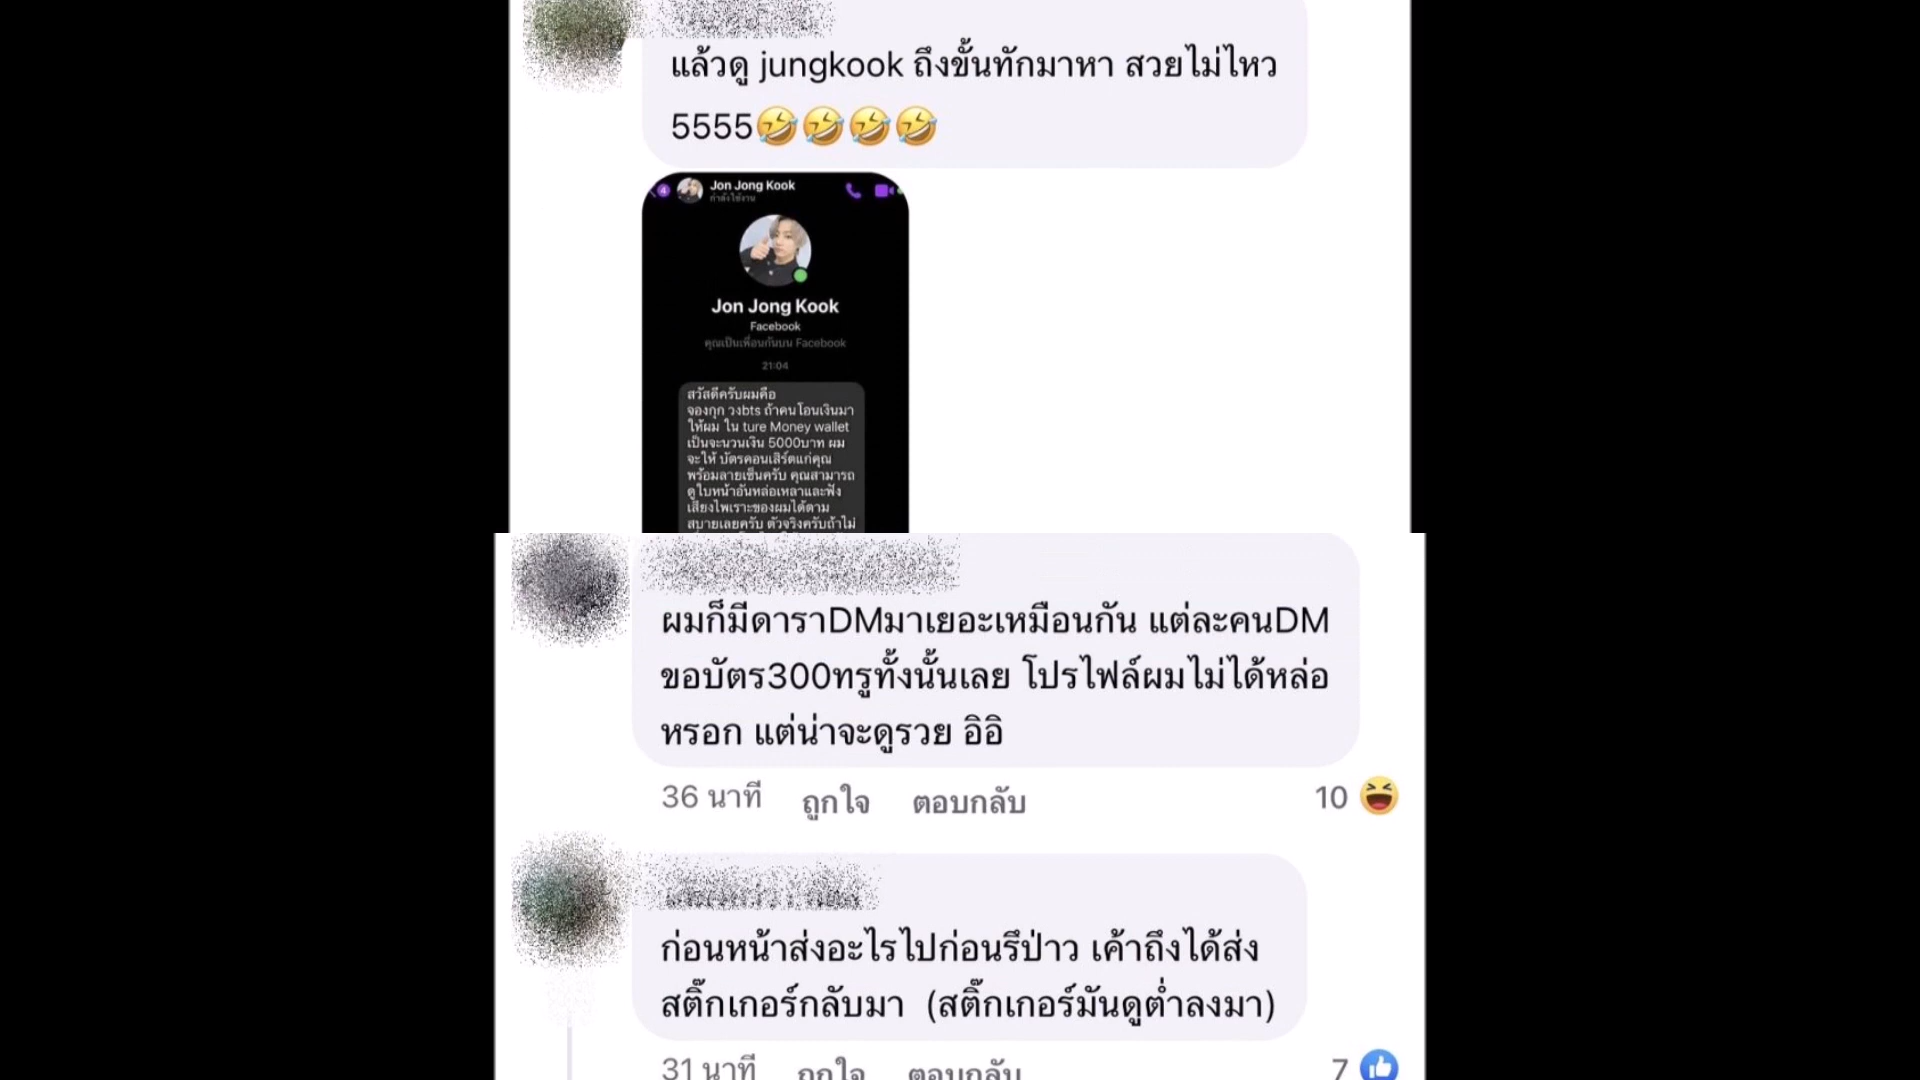 แล้วดู jungkook ถึงขั้นทักมาหา สวยไม่ไหว
5555🤣🤣🤣🤣
4
Jon Jong Kook
กำลังใช้งาน
Jon Jong Kook
Facebook
คุณเป็นเพื่อนกันบน Facebook
21:04
สวัสดีครับผมคือ
จองกุก วงbts ถ้าคนโอนเงินมา
ให้ผม ใน ture Money wallet
เป็นจะนวนเงิน 5000บาท ผม
จะให้ บัตรคอนเสิร์ตแก่คุณ
พร้อมลายเซ็นครับ คุณสามารถ
ดูใบหน้าอันหล่อเหลาและฟัง
เสียงไพเราะของผมได้ตาม
สบายเลยครับ ตัวจริงครับถ้าไม่
ผมก็มีดาราDMมาเยอะเหมือนกัน แต่ละคนDM
ขอบัตร300ทรูทั้งนั้นเลย โปรไฟล์ผมไม่ได้หล่อ
หรอก แต่น่าจะดูรวย อิอิ
36 นาที ถูกใจ ตอบกลับ 10 😆
ก่อนหน้าส่งอะไรไปก่อนรึป่าว เค้าถึงได้ส่ง
สติ๊กเกอร์กลับมา (สติ๊กเกอร์มันดูต่ำลงมา)
31 นาที ถูกใจ ตอบกลับ 7